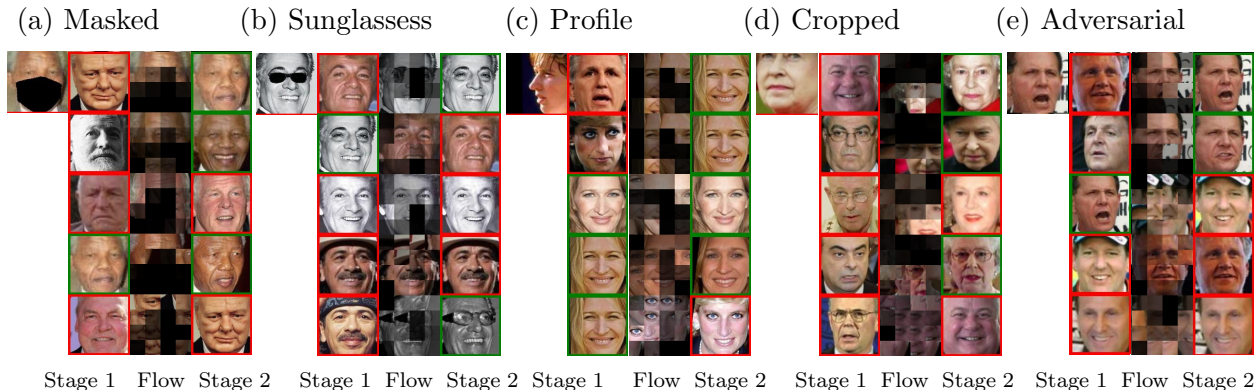 (a) Masked (b) Sunglassess (c) Profile (d) Cropped (e) Adversarial
Stage 1 Flow Stage 2 Stage 1 Flow Stage 2 Stage 1 Flow Stage 2 Stage 1 Flow Stage 2 Stage 1 Flow Stage 2